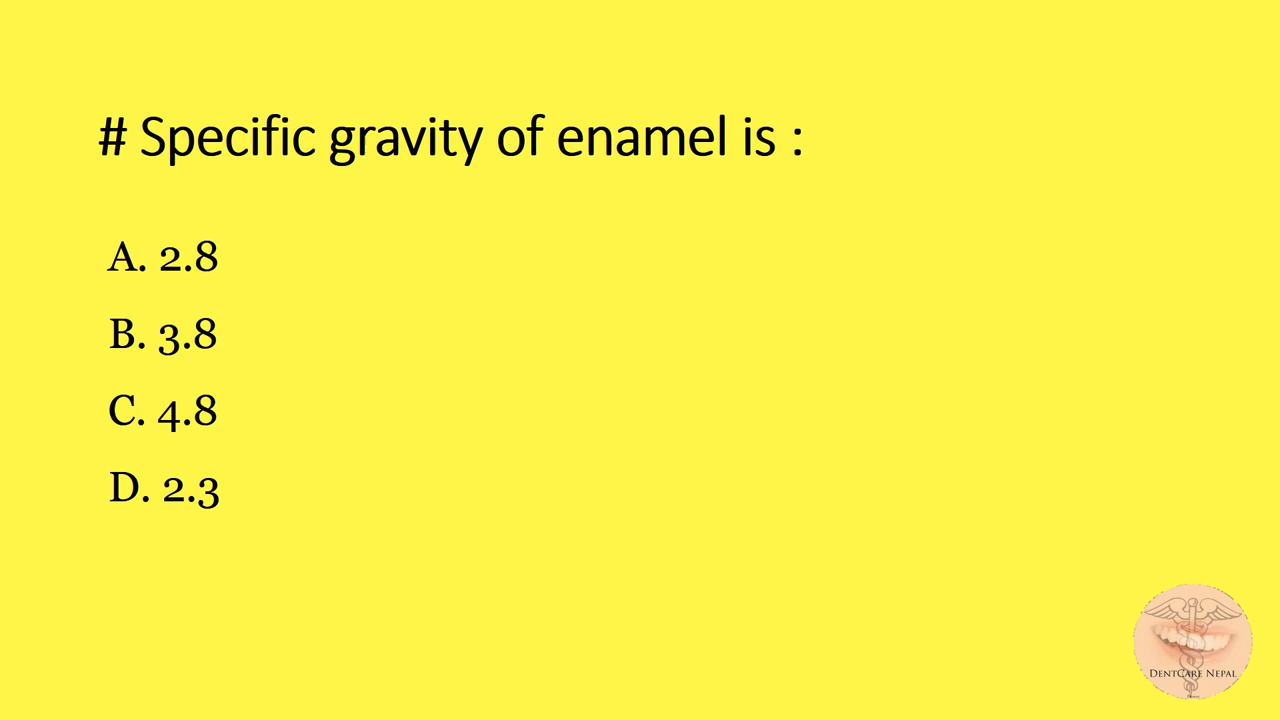 # Specific gravity of enamel is :
A. 2.8
B. 3.8
C. 4.8
D. 2.3
DENTCARE NEPAL